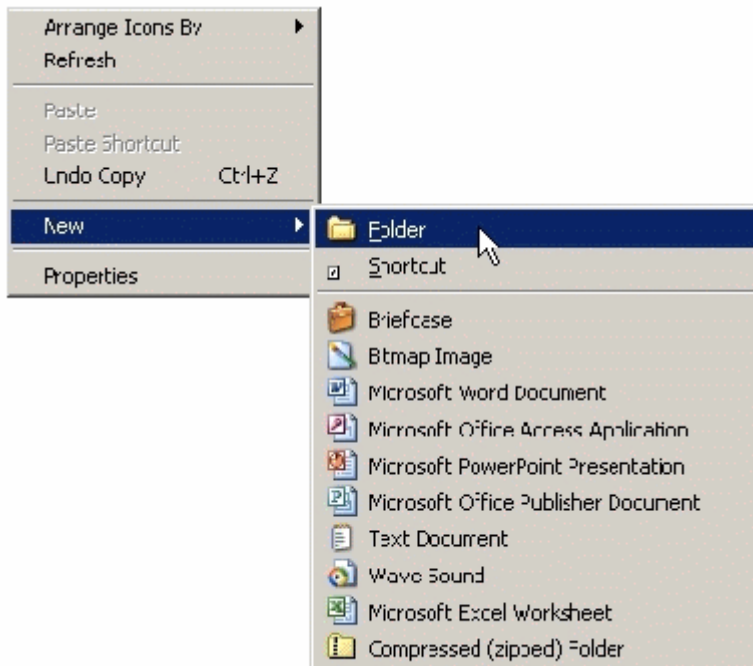 Arrange Icons By
Refresh
Paste
Paste Shortcut
Undo Copy Ctrl+Z
New
Properties
Folder
Shortcut
Briefcase
Bitmap Image
Microsoft Word Document
Microsoft Office Access Application
Microsoft PowerPoint Presentation
Microsoft Office Publisher Document
Text Document
Wave Sound
Microsoft Excel Worksheet
Compressed (zipped) Folder